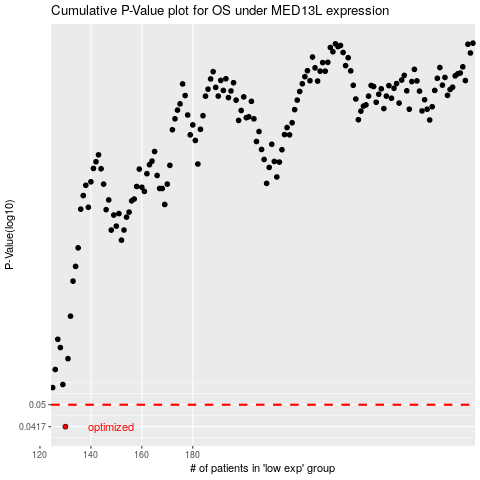 Cumulative P-Value plot for OS under MED13L expression
P-Value(log10)
0.05
0.0417
optimized
120 140 160 180
# of patients in 'low exp' group